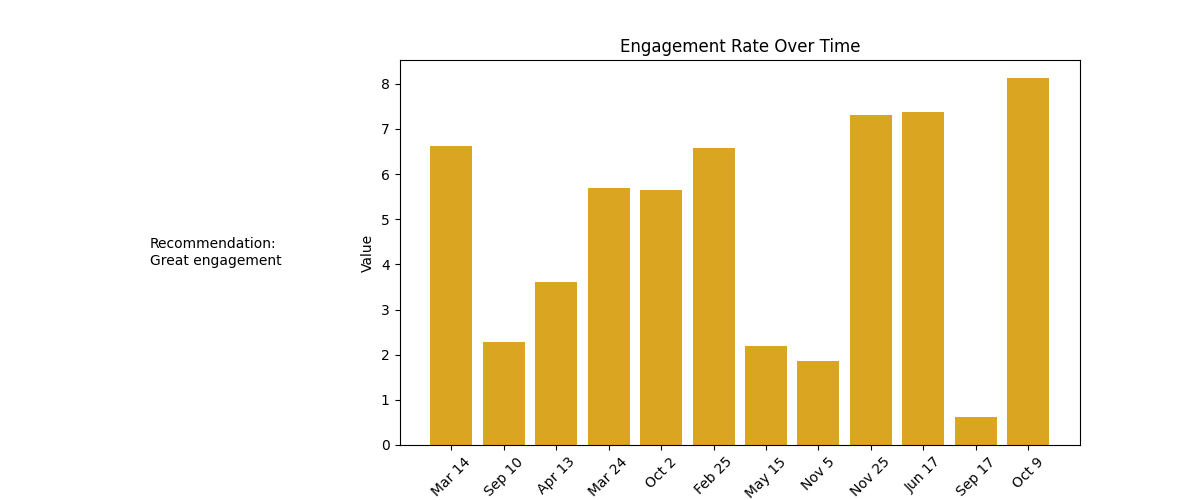 Engagement Rate Over Time
Recommendation:
Great engagement
Value
8
7
6
5
4
3
2
1
0
Mar 14
Sep 10
Apr 13
Mar 24
Oct 2
Feb 25
May 15
Nov 5
Nov 25
Jun 17
Sep 17
Oct 9